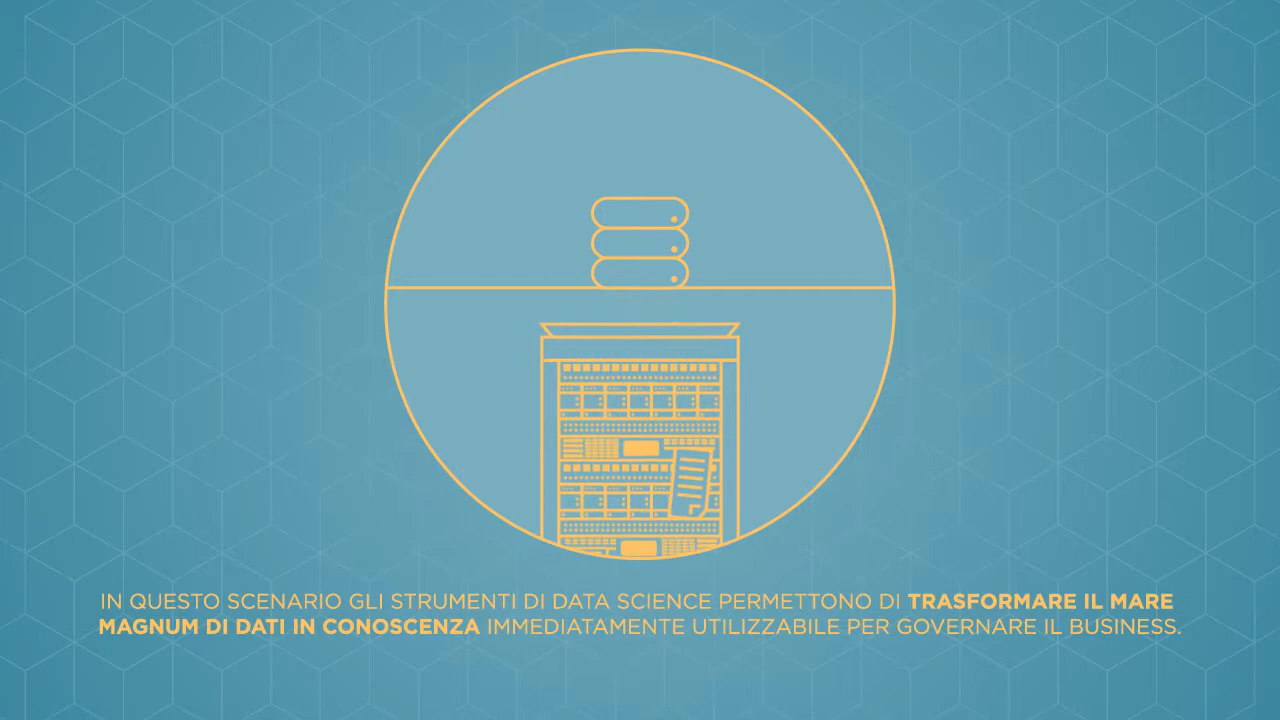 IN QUESTO SCENARIO GLI STRUMENTI DI DATA SCIENCE PERMETTONO DI TRASFORMARE IL MARE
MAGNUM DI DATI IN CONOSCENZA IMMEDIATAMENTE UTILIZZABILE PER GOVERNARE IL BUSINESS.